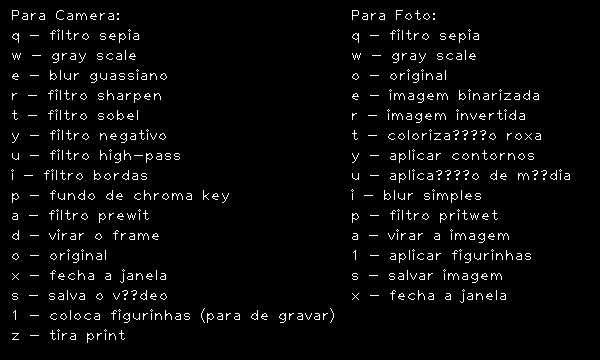 Para Camera:
q - filtro sepia
w - gray scale
e - blur guassiano
r - filtro sharpen
t - filtro sobel
y - filtro negativo
u - filtro high-pass
i - filtro bordas
p - fundo de chroma key
a - filtro prewit
d - virar o frame
o - original
x - fecha a janela
s - salva o v??deo
1 - coloca figurinhas (para de gravar)
z - tira print
Para Foto:
q - filtro sepia
w - gray scale
o - original
e - imagem binarizada
r - imagem invertida
t - coloriza????o roxa
y - aplicar contornos
u - aplica????o de m??dia
i - blur simples
p - filtro pritwet
a - virar a imagem
1 - aplicar figurinhas
s - salvar imagem
x - fecha a janela